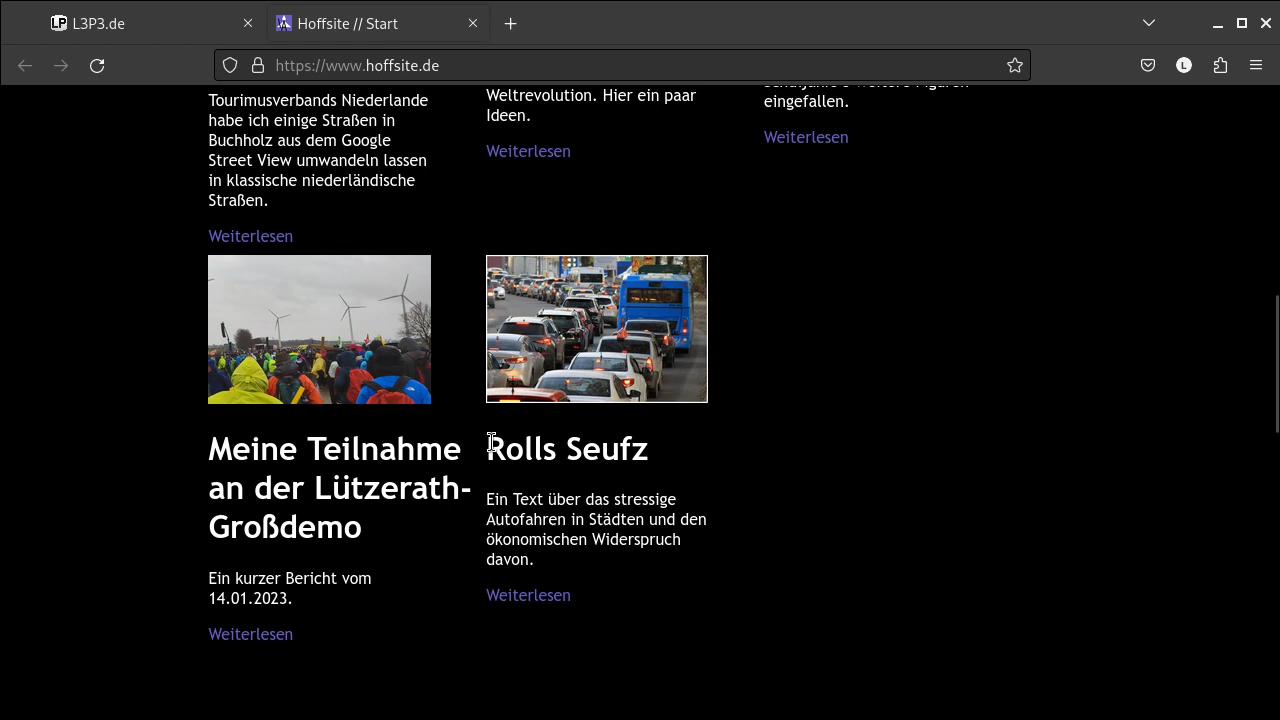 L3P3.de
Hoffsite // Start
https://www.hoffsite.de
L
Tourimusverbands Niederlande
habe ich einige Straßen in
Buchholz aus dem Google
Street View umwandeln lassen
in klassische niederländische
Straßen.
Weiterlesen
Weltrevolution. Hier ein paar
Ideen.
Weiterlesen
eingefallen.
Weiterlesen
Meine Teilnahme
an der Lützerath-
Großdemo
Ein kurzer Bericht vom
14.01.2023.
Weiterlesen
Rolls Seufz
Ein Text über das stressige
Autofahren in Städten und den
ökonomischen Widerspruch
davon.
Weiterlesen